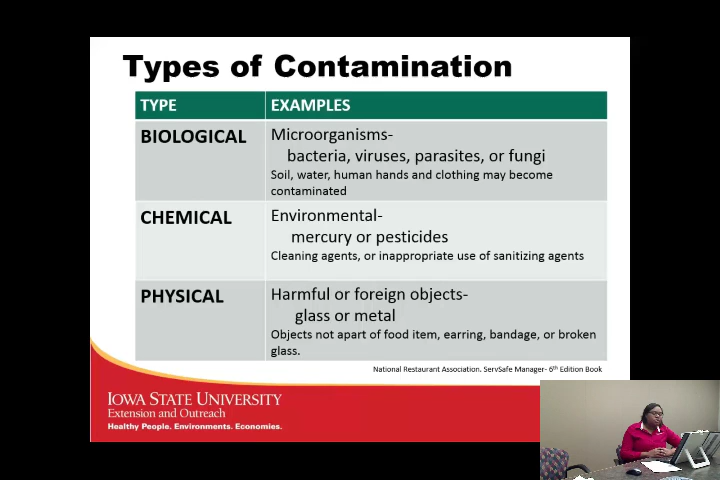 Types of Contamination
TYPE EXAMPLES
BIOLOGICAL Microorganisms-
bacteria, viruses, parasites, or fungi
Soil, water, human hands and clothing may become
contaminated
CHEMICAL Environmental-
mercury or pesticides
Cleaning agents, or inappropriate use of sanitizing agents
PHYSICAL Harmful or foreign objects-
glass or metal
Objects not apart of food item, earring, bandage, or broken
glass.
National Restaurant Association. ServSafe Manager- 6th Edition Book
IOWA STATE UNIVERSITY
Extension and Outreach
Healthy People. Environments. Economies.